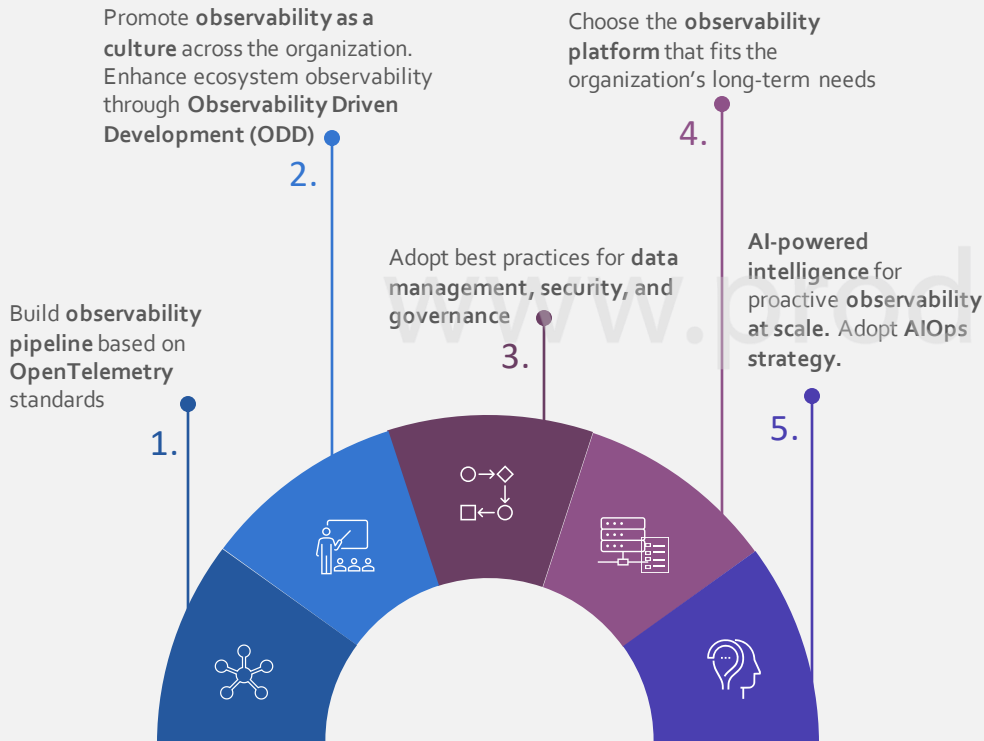 Promote observability as a
culture across the organization.
Enhance ecosystem observability
through Observability Driven
Development (ODD)
2.
Choose the observability
platform that fits the
organization's long-term needs
4.
Adopt best practices for data
management, security, and
governance
3.
AI-powered
intelligence for
proactive observability
at scale. Adopt AIOps
strategy.
5.
Build observability
pipeline based on
OpenTelemetry
standards
1.
www.prod